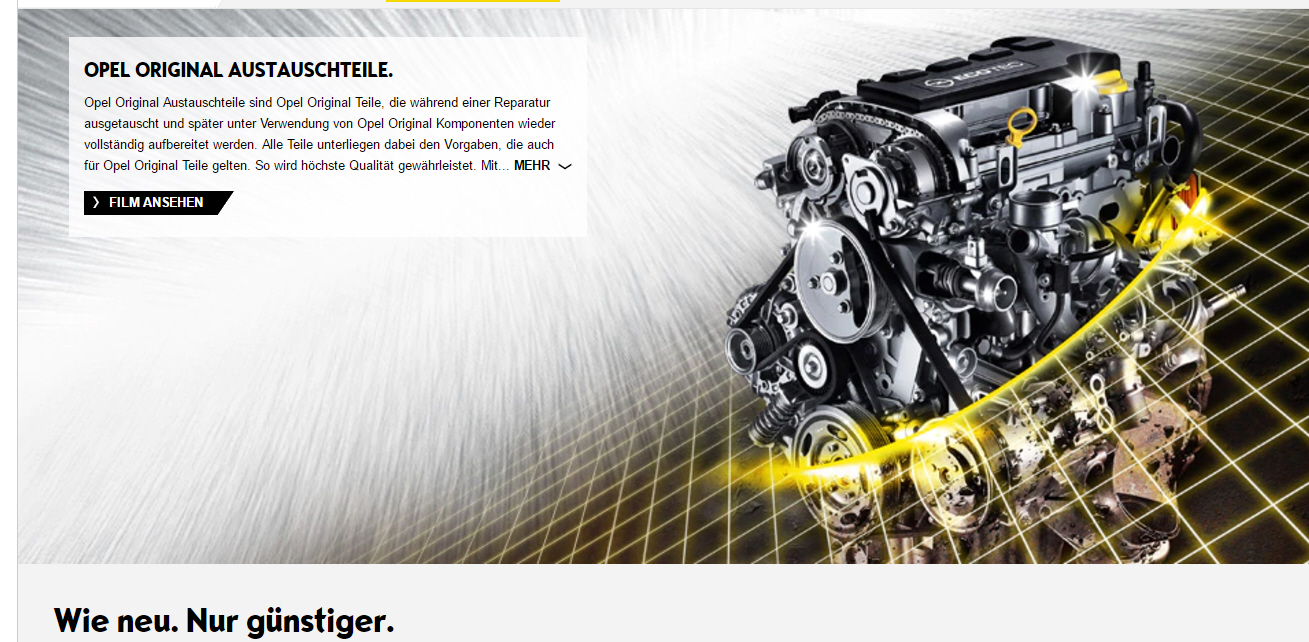 OPEL ORIGINAL AUSTAUSCHTEILE.
Opel Original Austauschteile sind Opel Original Teile, die während einer Reparatur
ausgetauscht und später unter Verwendung von Opel Original Komponenten wieder
vollständig aufbereitet werden. Alle Teile unterliegen dabei den Vorgaben, die auch
für Opel Original Teile gelten. So wird höchste Qualität gewährleistet. Mit... MEHR
FILM ANSEHEN
ECOTEC
Wie neu. Nur günstiger.